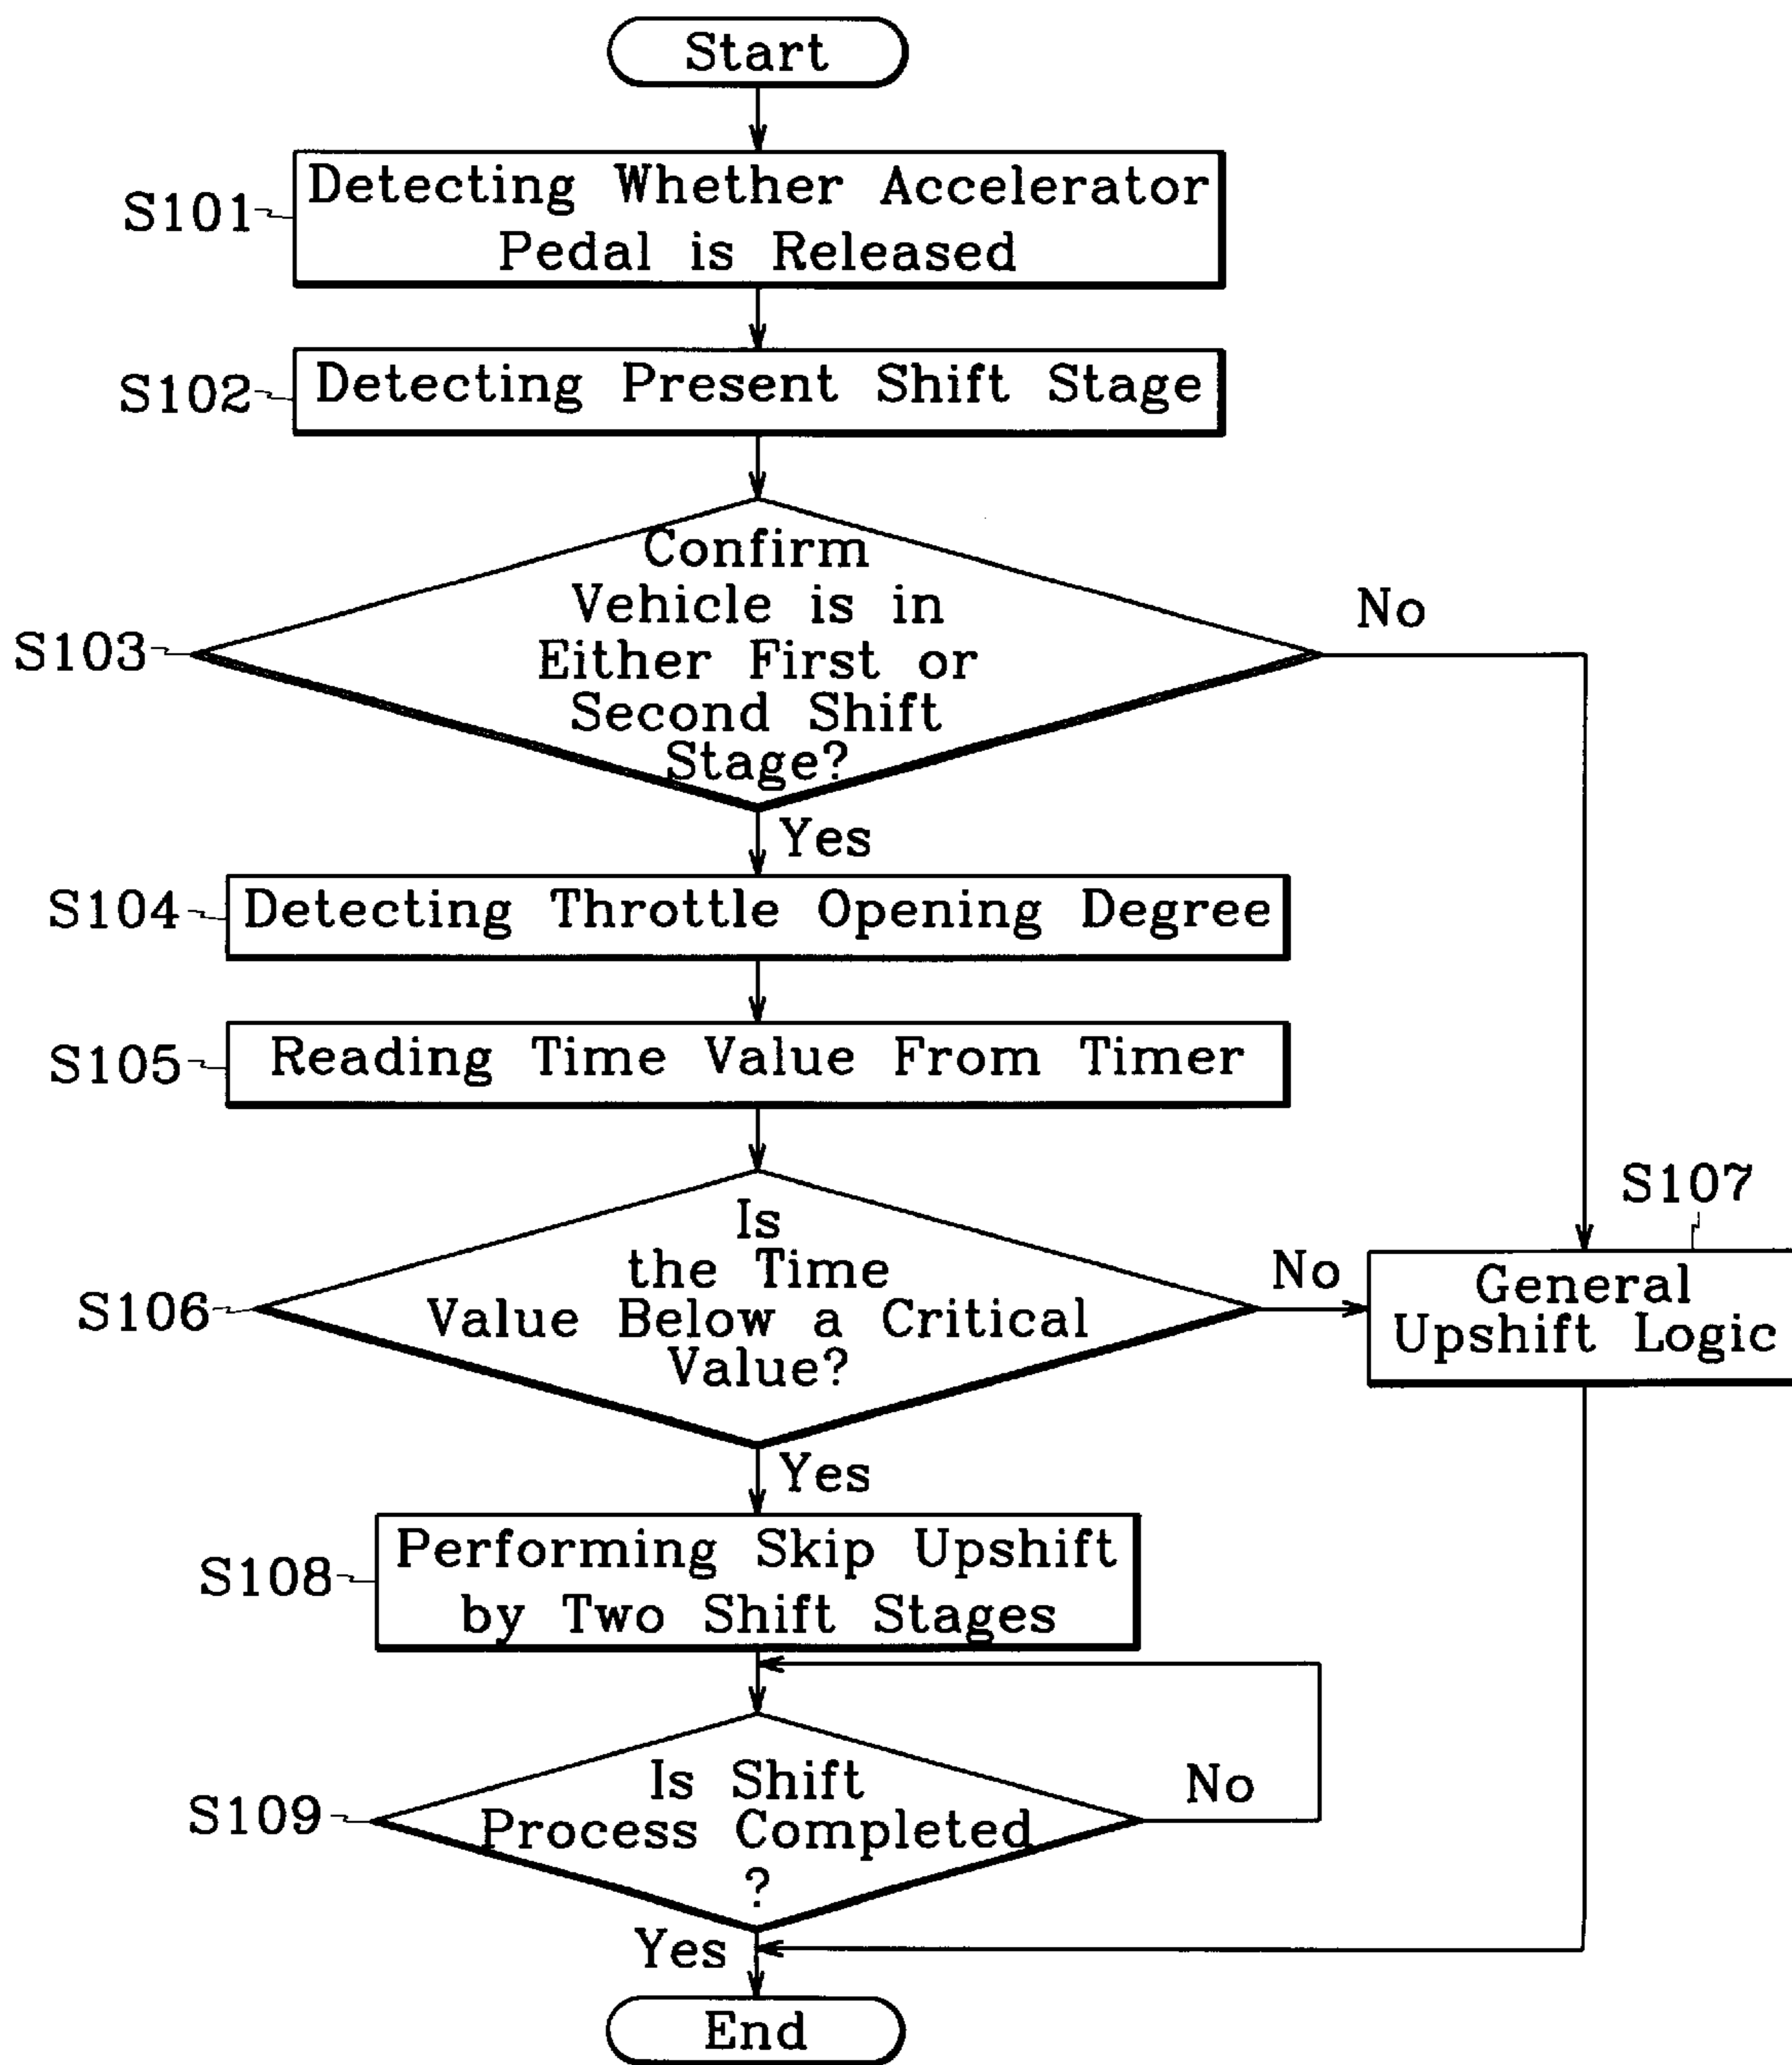 Start
S101
Detecting Whether Accelerator
Pedal is Released
S102
Detecting Present Shift Stage
S103
Confirm
Vehicle is in
Either First or
Second Shift
Stage?
No
Yes
S104
Detecting Throttle Opening Degree
S105
Reading Time Value From Timer
S106
Is
the Time
Value Below a Critical
Value?
No
S107
General
Upshift Logic
Yes
S108
Performing Skip Upshift
by Two Shift Stages
S109
Is Shift
Process Completed
?
No
Yes
End